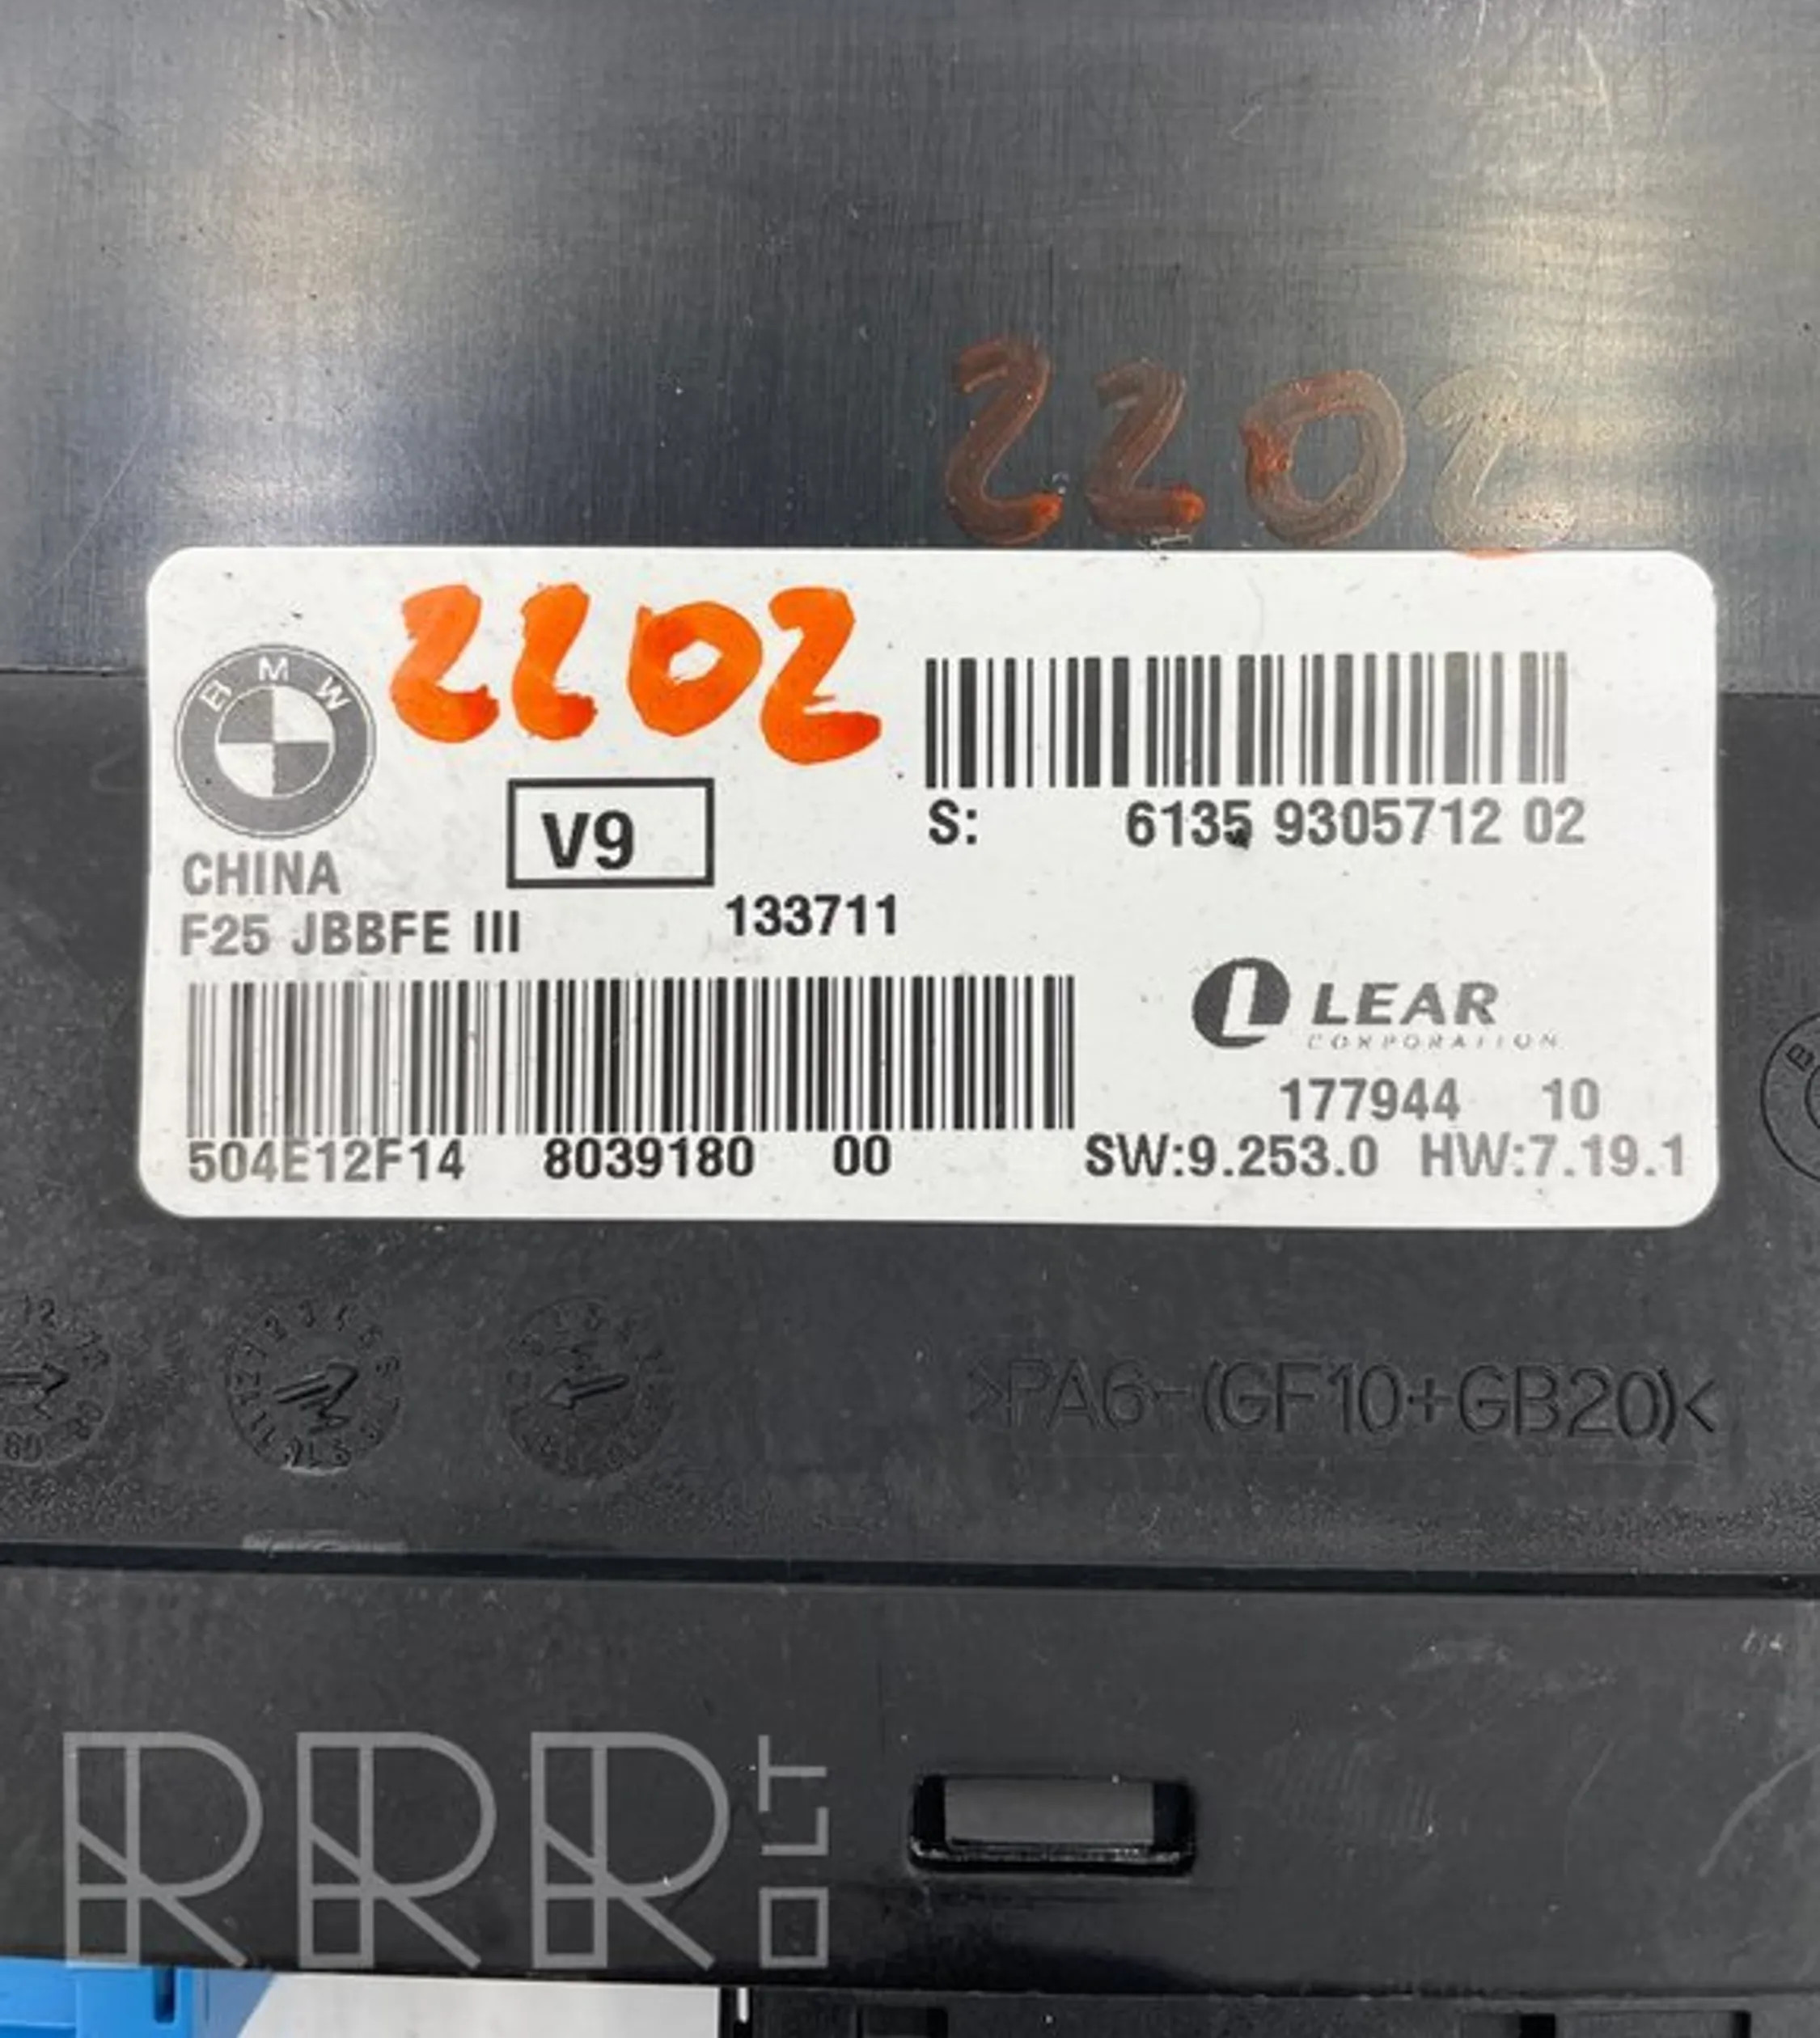 2202
2202
BMW
V9
S: 6135 9305712 02
CHINA
F25 JBBFE III 133711
LEAR
CORPORATION
177944 10
504E12F14 8039180 00 SW:9.253.0 HW:7.19.1
>PA6-(GF10+GB20)<
RRR.LT